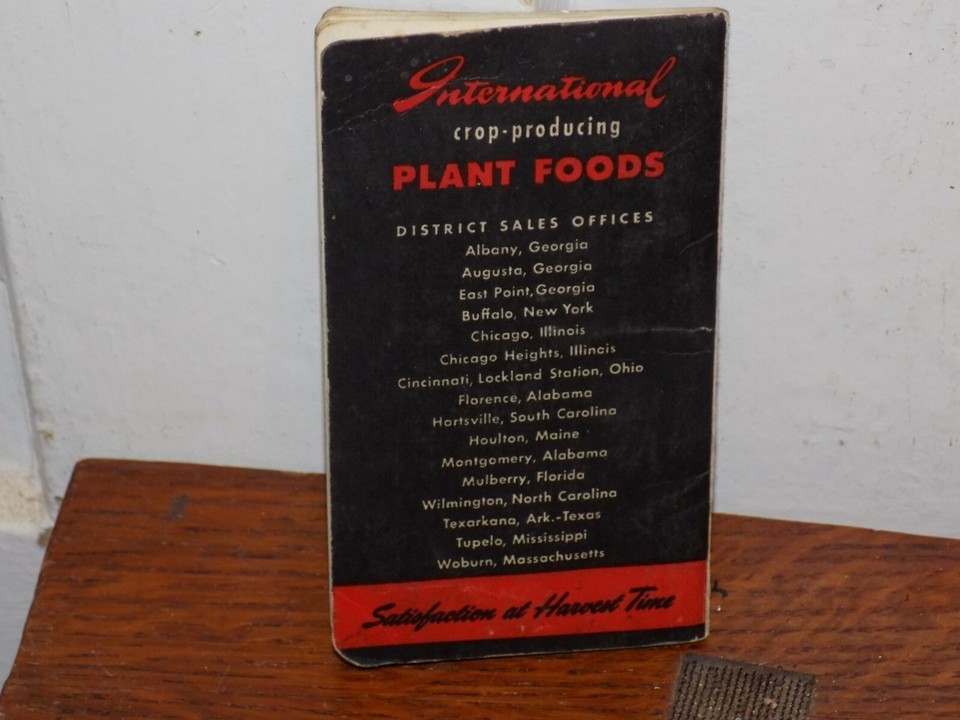 International
crop-producing
PLANT FOODS
DISTRICT SALES OFFICES
Albany, Georgia
Augusta, Georgia
East Point, Georgia
Buffalo, New York
Chicago, Illinois
Chicago Heights, Illinois
Cincinnati, Lockland Station, Ohio
Florence, Alabama
Hartsville, South Carolina
Houlton, Maine
Montgomery, Alabama
Mulberry, Florida
Wilmington, North Carolina
Texarkana, Ark.-Texas
Tupelo, Mississippi
Woburn, Massachusetts
Satisfaction at Harvest Time